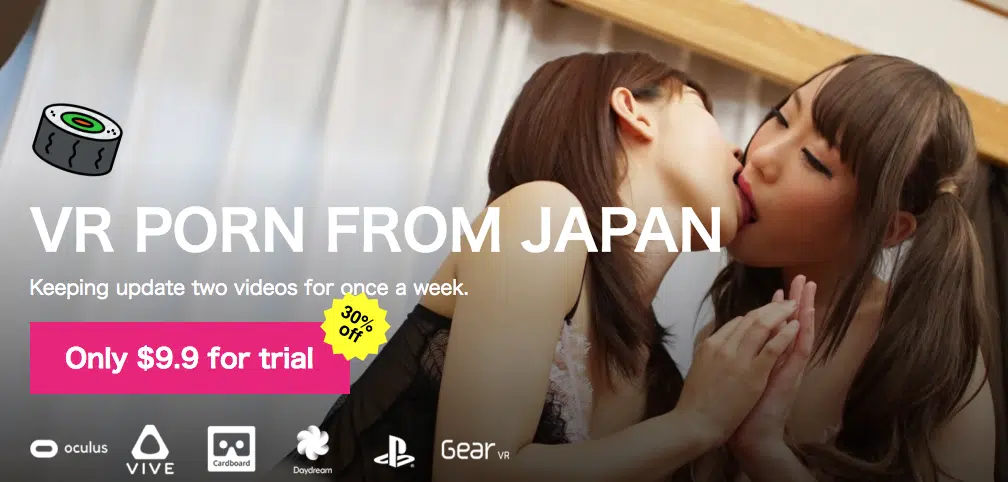 VR PORN FROM JAPAN
Keeping update two videos for once a week.
30%
off
Only $9.9 for trial
oculus
VIVE
Cardboard
Daydream
Gear VR